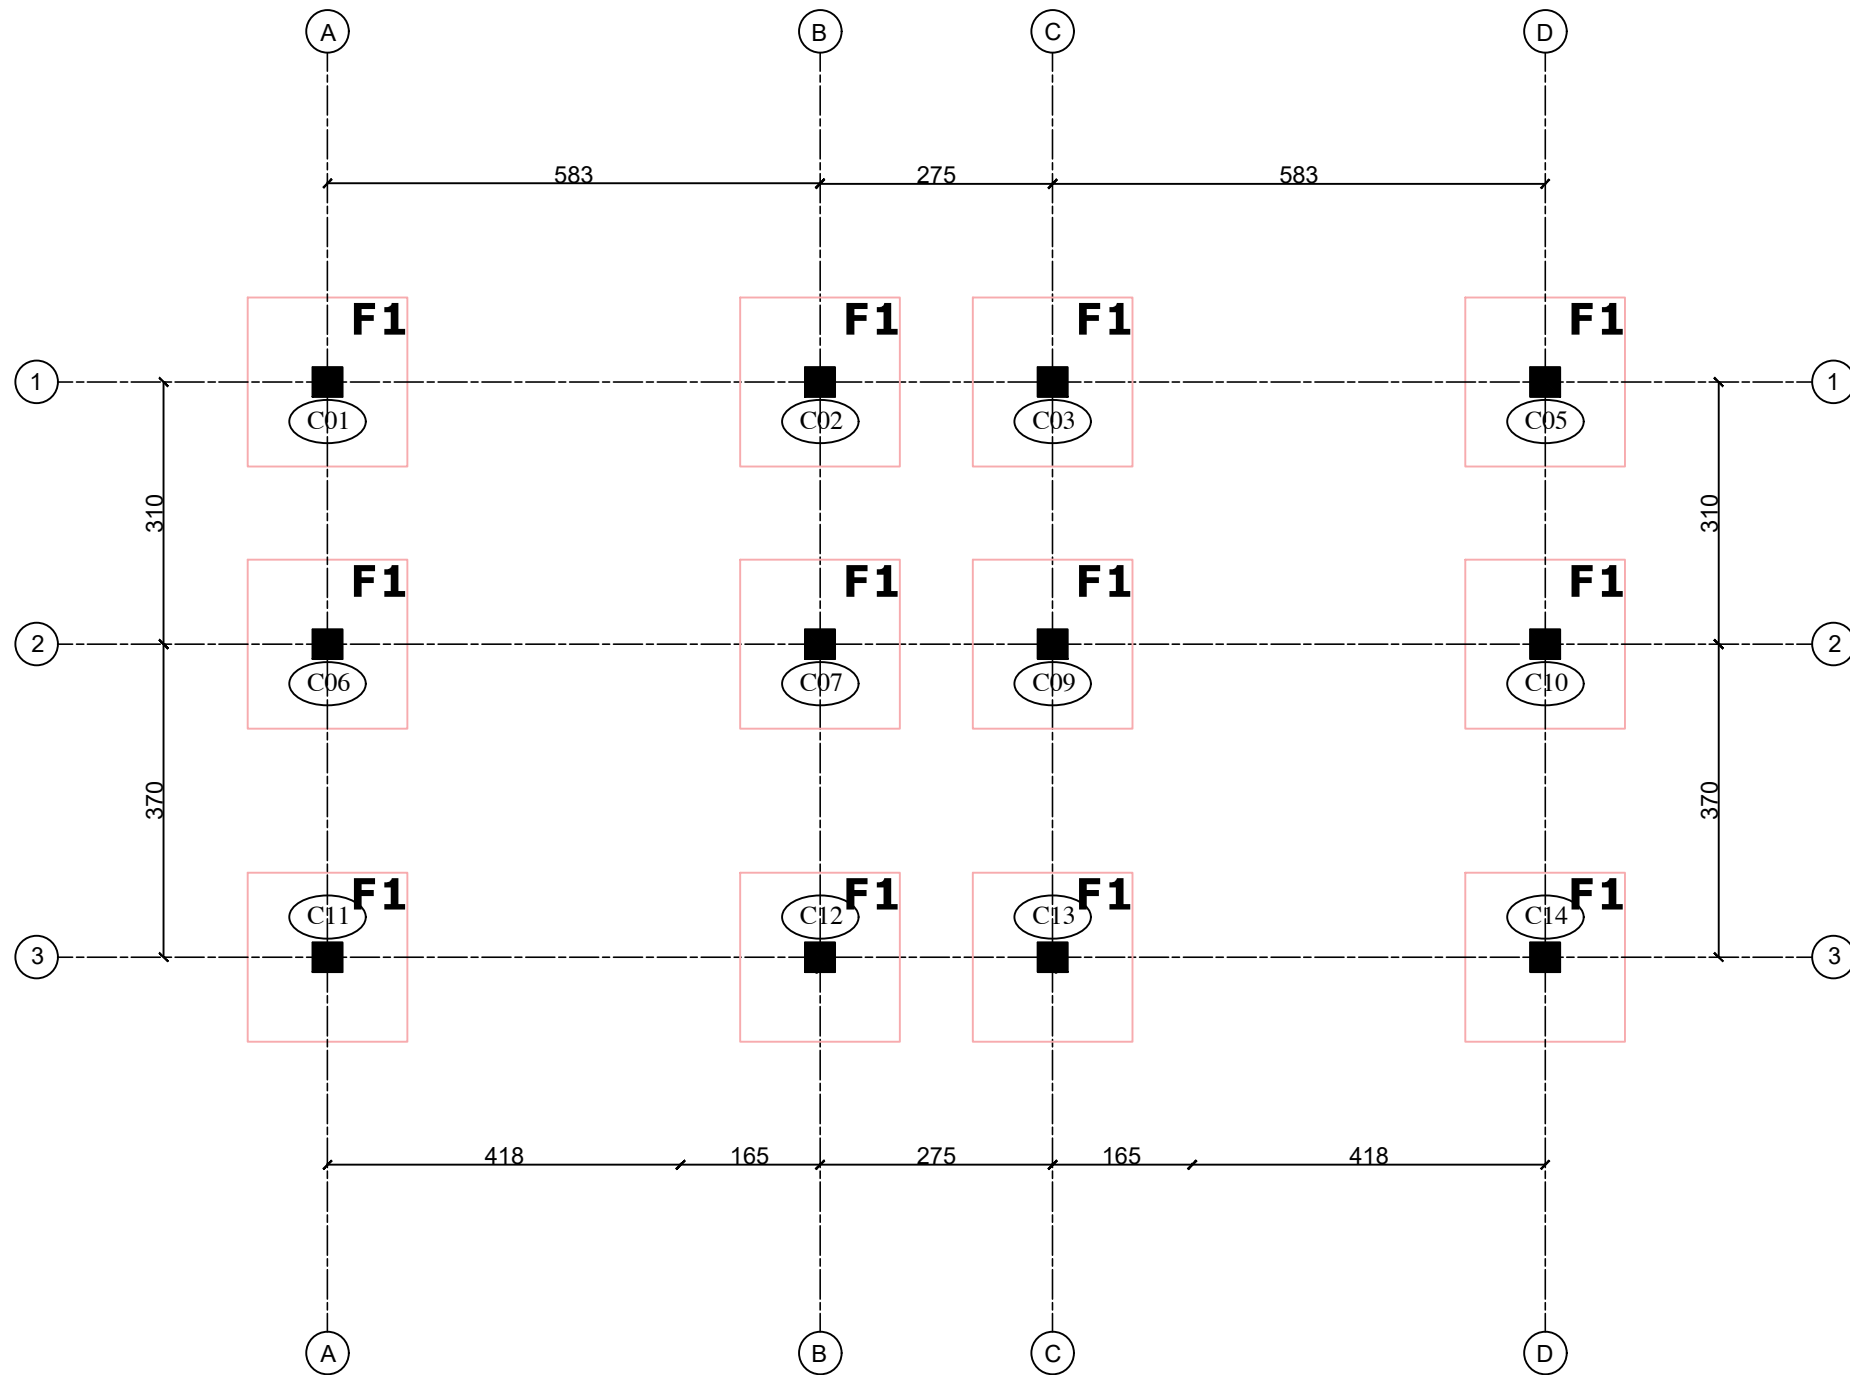 A B C D
583 275 583
F1 F1 F1 F1
1 1
C01 C02 C03 C05
310 310
F1 F1 F1 F1
2 2
C06 C07 C09 C10
370 370
F1 F1 F1 F1
C11 C12 C13 C14
3 3
418 165 275 165 418
A B C D